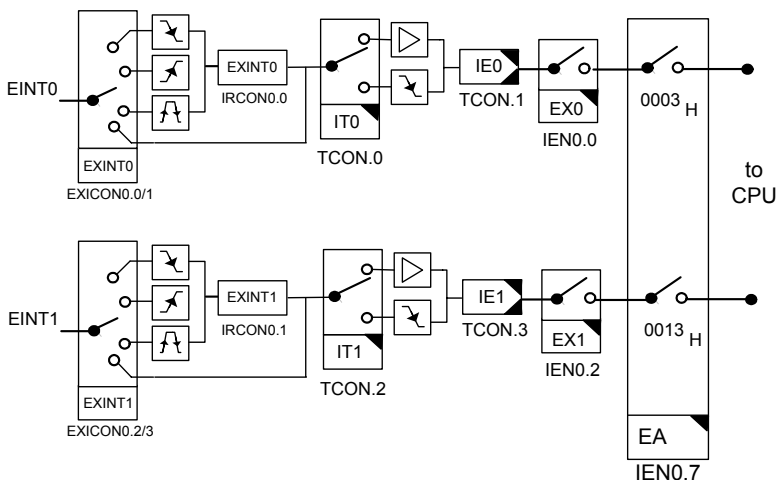 EINT0
EXINT0
EXICON0.0/1
EXINT0
IRCON0.0
IT0
TCON.0
IE0
TCON.1
EX0
IEN0.0
0003 H
to
CPU
EINT1
EXINT1
EXICON0.2/3
EXINT1
IRCON0.1
IT1
TCON.2
IE1
TCON.3
EX1
IEN0.2
0013 H
EA
IEN0.7